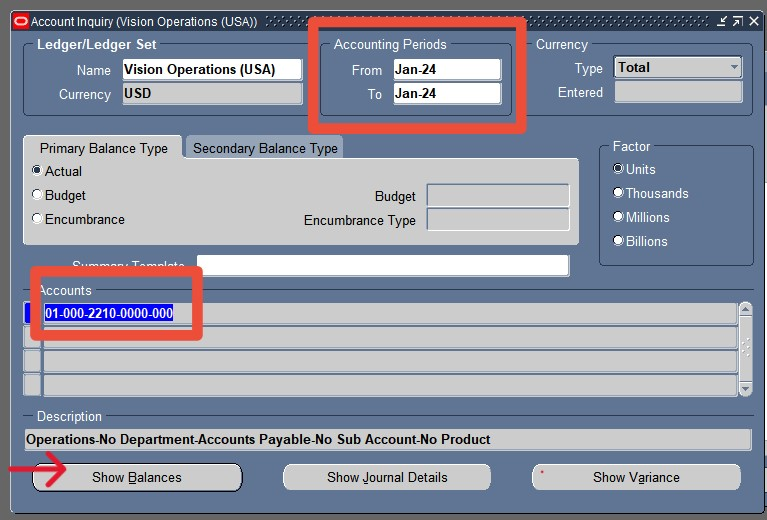 Account Inquiry (Vision Operations (USA))
Ledger/Ledger Set
Name Vision Operations (USA)
Currency USD
Accounting Periods
From Jan-24
To Jan-24
Currency
Type Total
Entered
Primary Balance Type
Secondary Balance Type
Actual
Budget
Encumbrance
Budget
Encumbrance Type
Factor
Units
Thousands
Millions
Billions
Summary Template
Accounts
01-000-2210-0000-000
Description
Operations-No Department-Accounts Payable-No Sub Account-No Product
Show Balances
Show Journal Details
Show Variance